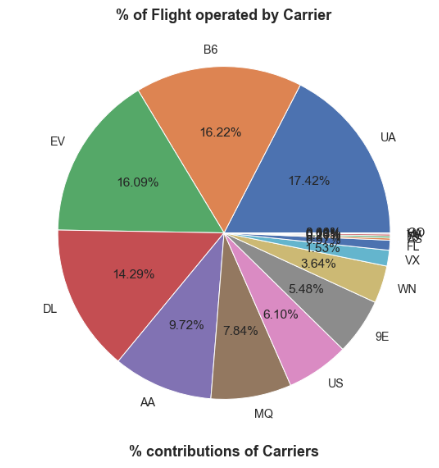 % of Flight operated by Carrier
B6
16.22%
EV
UA
17.42%
16.09%
1.53%
VX
3.64%
WN
14.29%
5.48%
9E
DL
6.10%
9.72%
7.84%
US
AA
MQ
FL
% contributions of Carriers